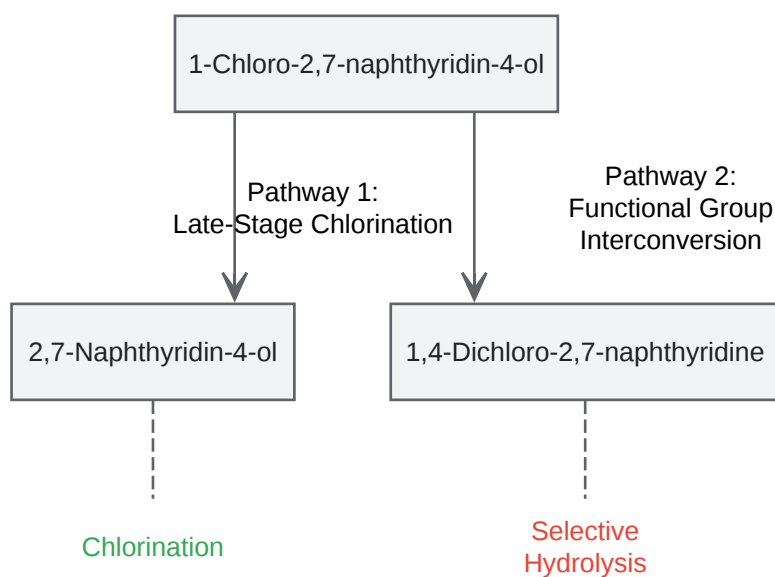 1-Chloro-2,7-naphthyridin-4-ol
Pathway 1:
Late-Stage Chlorination
Pathway 2:
Functional Group
Interconversion
2,7-Naphthyridin-4-ol
1,4-Dichloro-2,7-naphthyridine
Chlorination
Selective
Hydrolysis